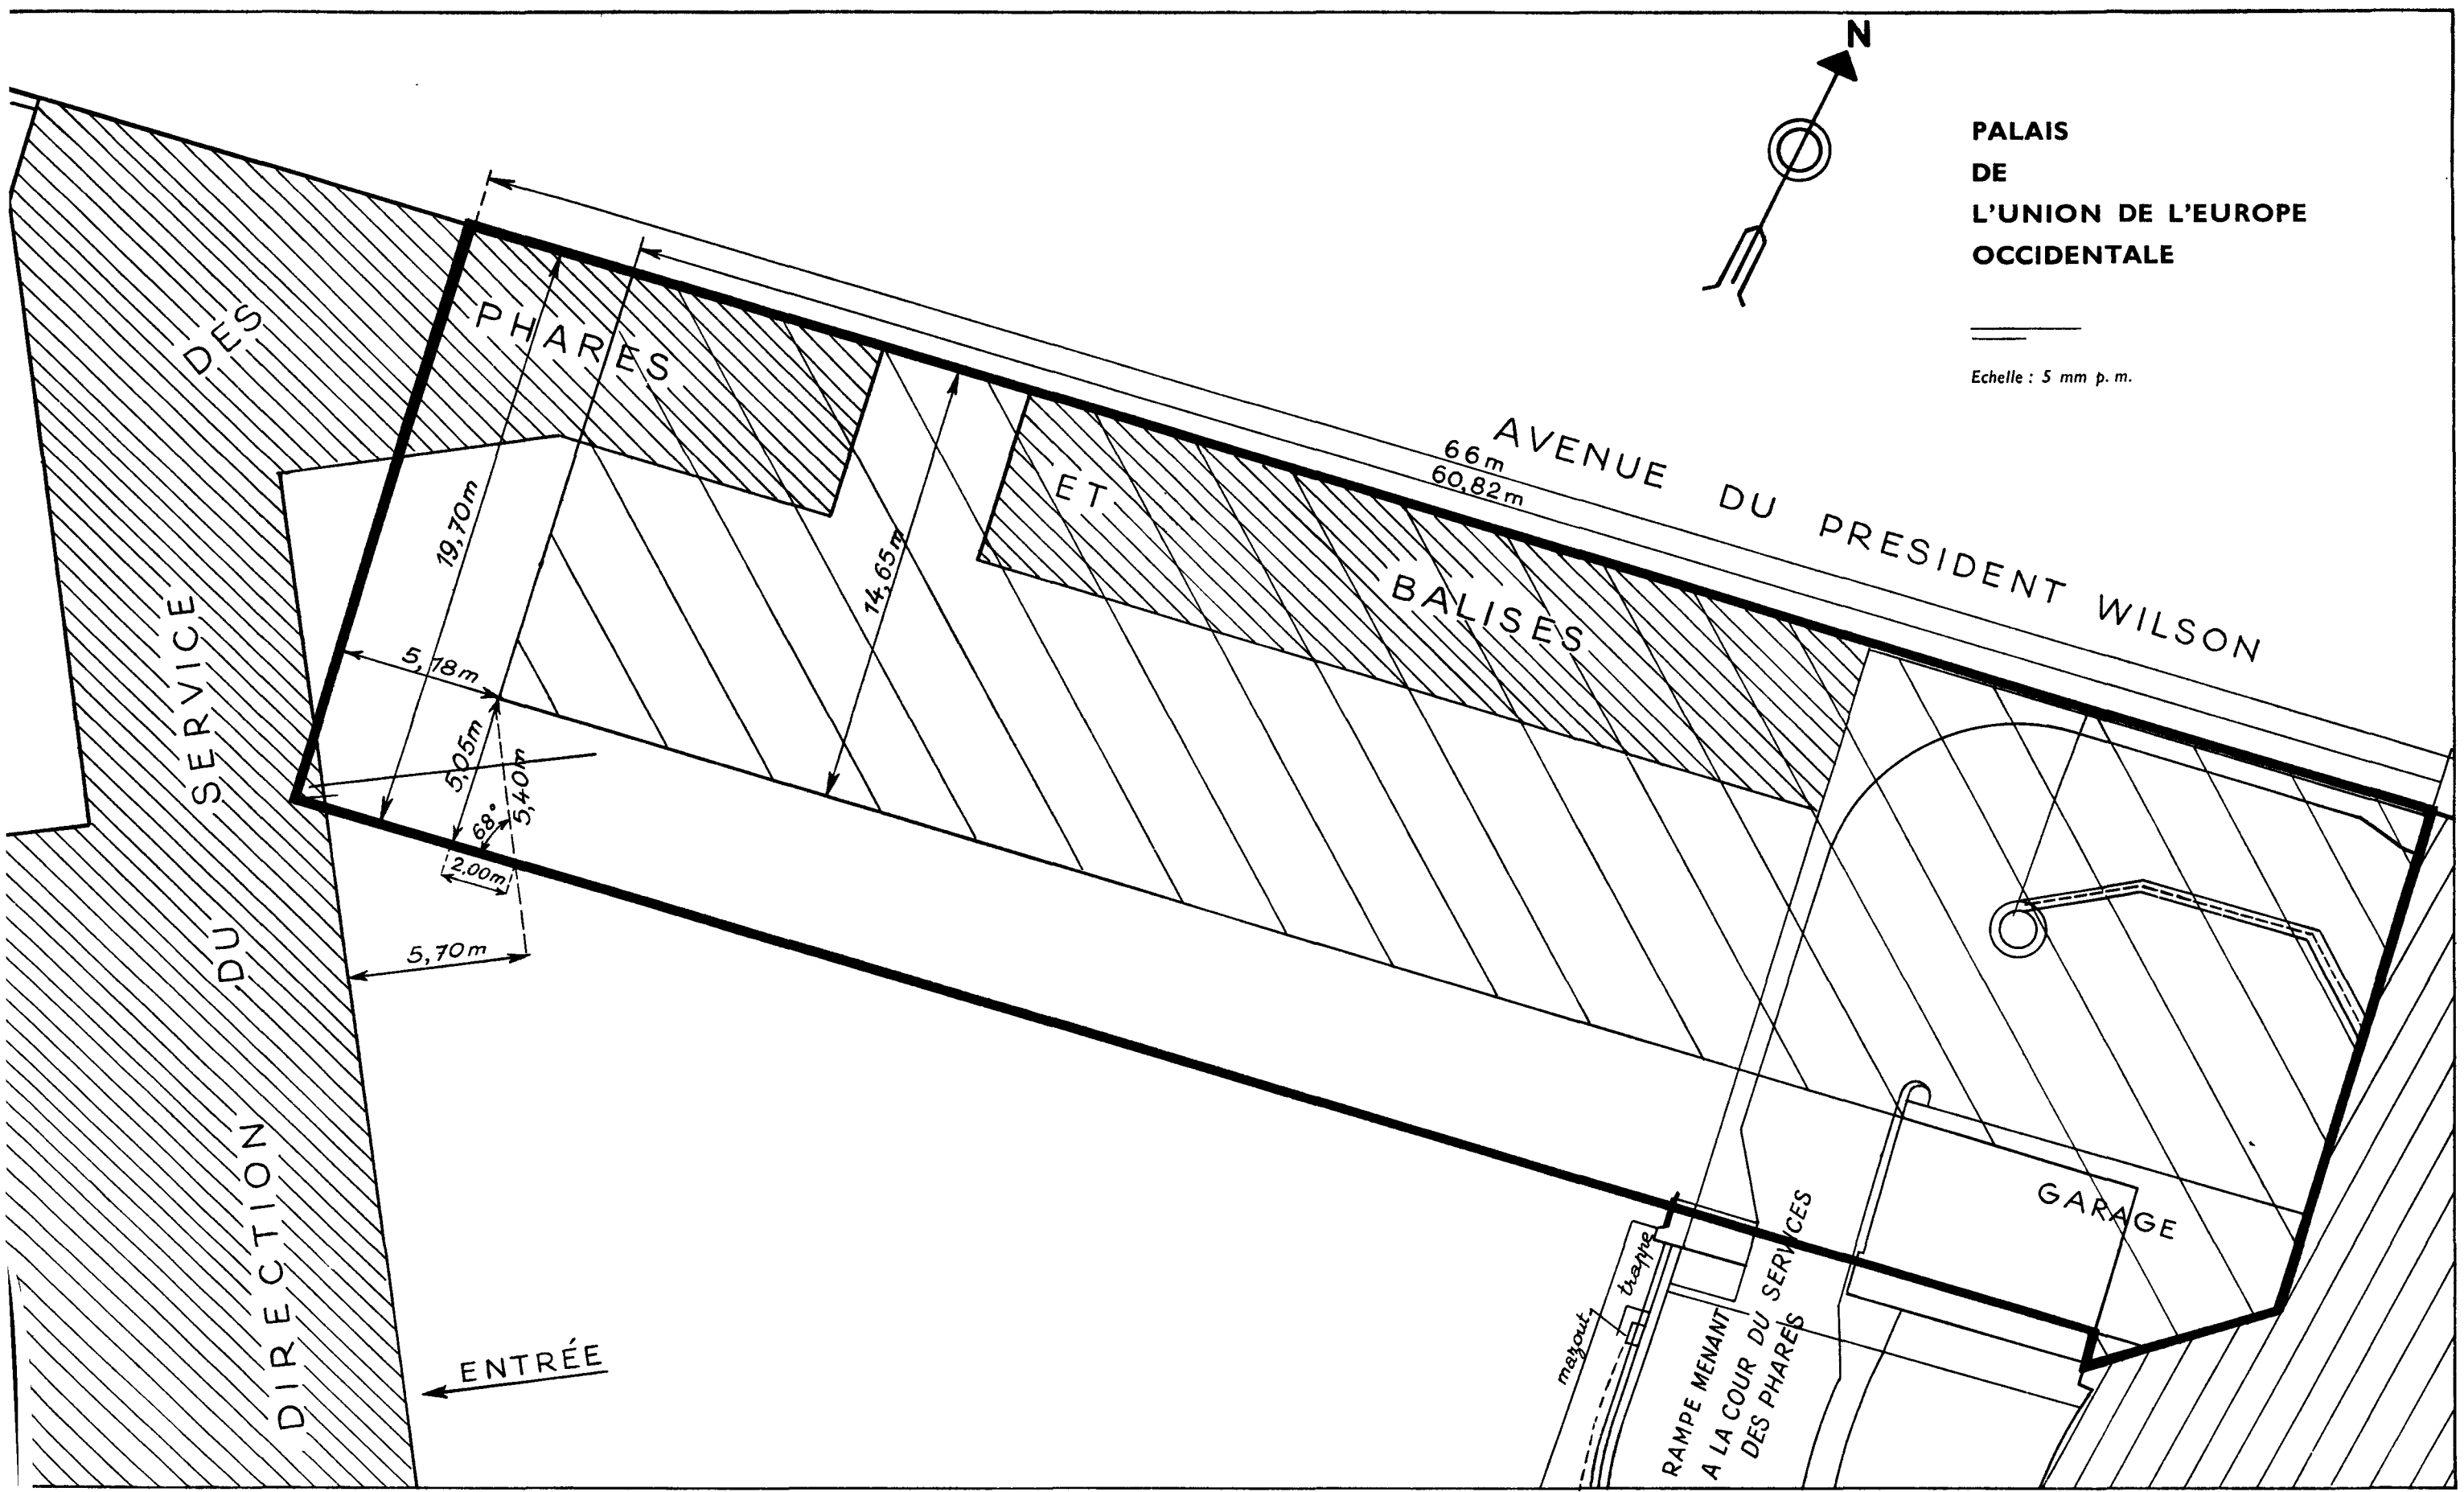 N
PALAIS
DE
L'UNION DE L'EUROPE
OCCIDENTALE
Echelle : 5 mm p. m.
AVENUE DU PRESIDENT WILSON
66m
60,82m
DIRECTION DU SERVICE DES PHARES ET BALISES
19,70m
14,65m
5,18m
5,05m
5,40m
68°
2,00m
5,70m
ENTRÉE
GARAGE
trappe
mazout
RAMPE MENANT
A LA COUR DU SERVICES
DES PHARES